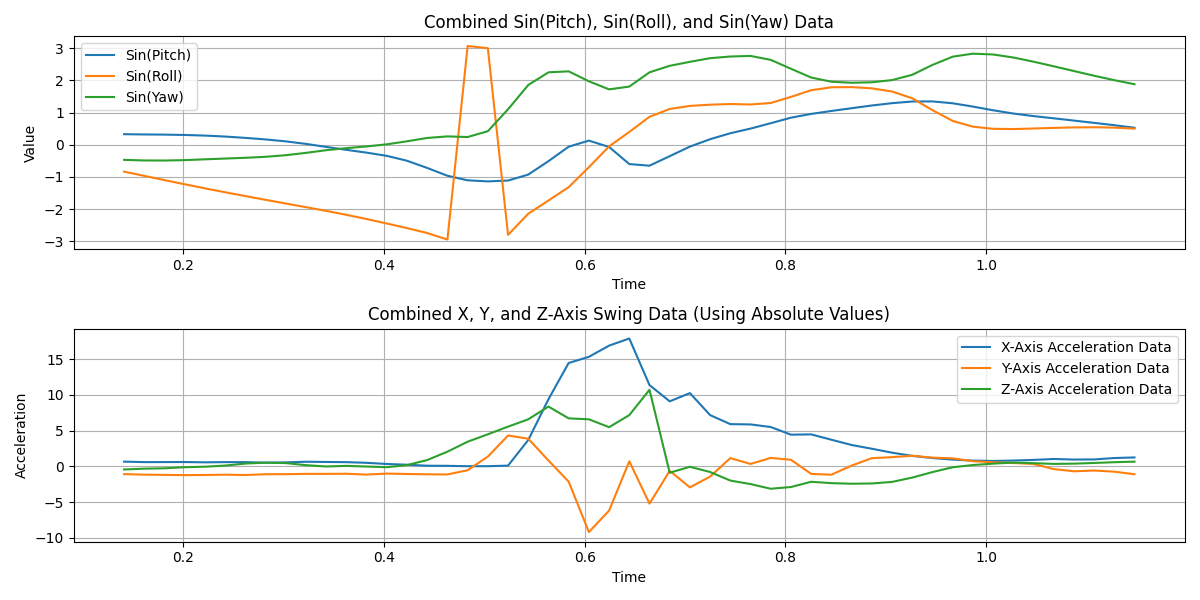 Combined Sin(Pitch), Sin(Roll), and Sin(Yaw) Data
Sin(Pitch)
Sin(Roll)
Sin(Yaw)
Value
3
2
1
0
−1
−2
−3
0.2 0.4 0.6 0.8 1.0
Time
Combined X, Y, and Z-Axis Swing Data (Using Absolute Values)
X-Axis Acceleration Data
Y-Axis Acceleration Data
Z-Axis Acceleration Data
Acceleration
15
10
5
0
−5
−10
0.2 0.4 0.6 0.8 1.0
Time